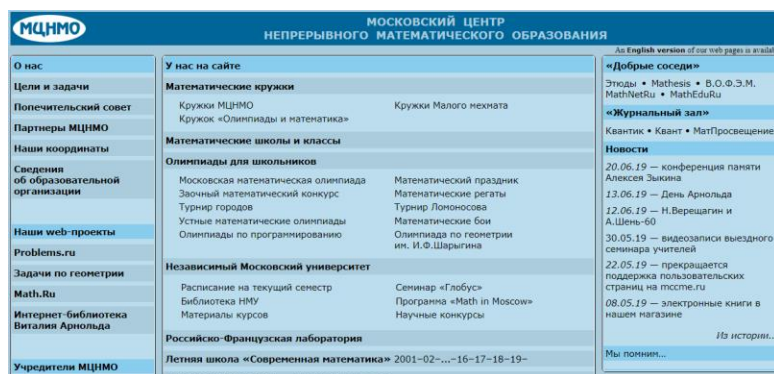 МЦНМО
МОСКОВСКИЙ ЦЕНТР
НЕПРЕРЫВНОГО МАТЕМАТИЧЕСКОГО ОБРАЗОВАНИЯ
An English version of our web pages is availa
О нас
Цели и задачи
Попечительский совет
Партнеры МЦНМО
Наши координаты
Сведения
об образовательной
организации
Наши web-проекты
Problems.ru
Задачи по геометрии
Math.Ru
Интернет-библиотека
Виталия Арнольда
Учредители МЦНМО
У нас на сайте
Математические кружки
Кружки МЦНМО
Кружки Малого мехмата
Кружок «Олимпиады и математика»
Математические школы и классы
Олимпиады для школьников
Московская математическая олимпиада
Математический праздник
Заочный математический конкурс
Математические регаты
Турнир городов
Турнир Ломоносова
Устные математические олимпиады
Математические бои
Олимпиады по программированию
Олимпиада по геометрии
им. И.Ф.Шарыгина
Независимый Московский университет
Расписание на текущий семестр
Семинар «Глобус»
Библиотека НМУ
Программа «Math in Moscow»
Материалы курсов
Научные конкурсы
Российско-Французская лаборатория
Летняя школа «Современная математика» 2001–02–...–16–17–18–19–
«Добрые соседи»
Этюды • Mathesis • В.О.Ф.Э.М.
MathNetRu • MathEduRu
«Журнальный зал»
Квантик • Квант • МатПросвещение
Новости
20.06.19 — конференция памяти
Алексея Зыкина
13.06.19 — День Арнольда
12.06.19 — Н.Верещагин и
А.Шень-60
30.05.19 — видеозаписи выездного
семинара учителей
22.05.19 — прекращается
поддержка пользовательских
страниц на mccme.ru
08.05.19 — электронные книги в
нашем магазине
Из истории...
Мы помним...